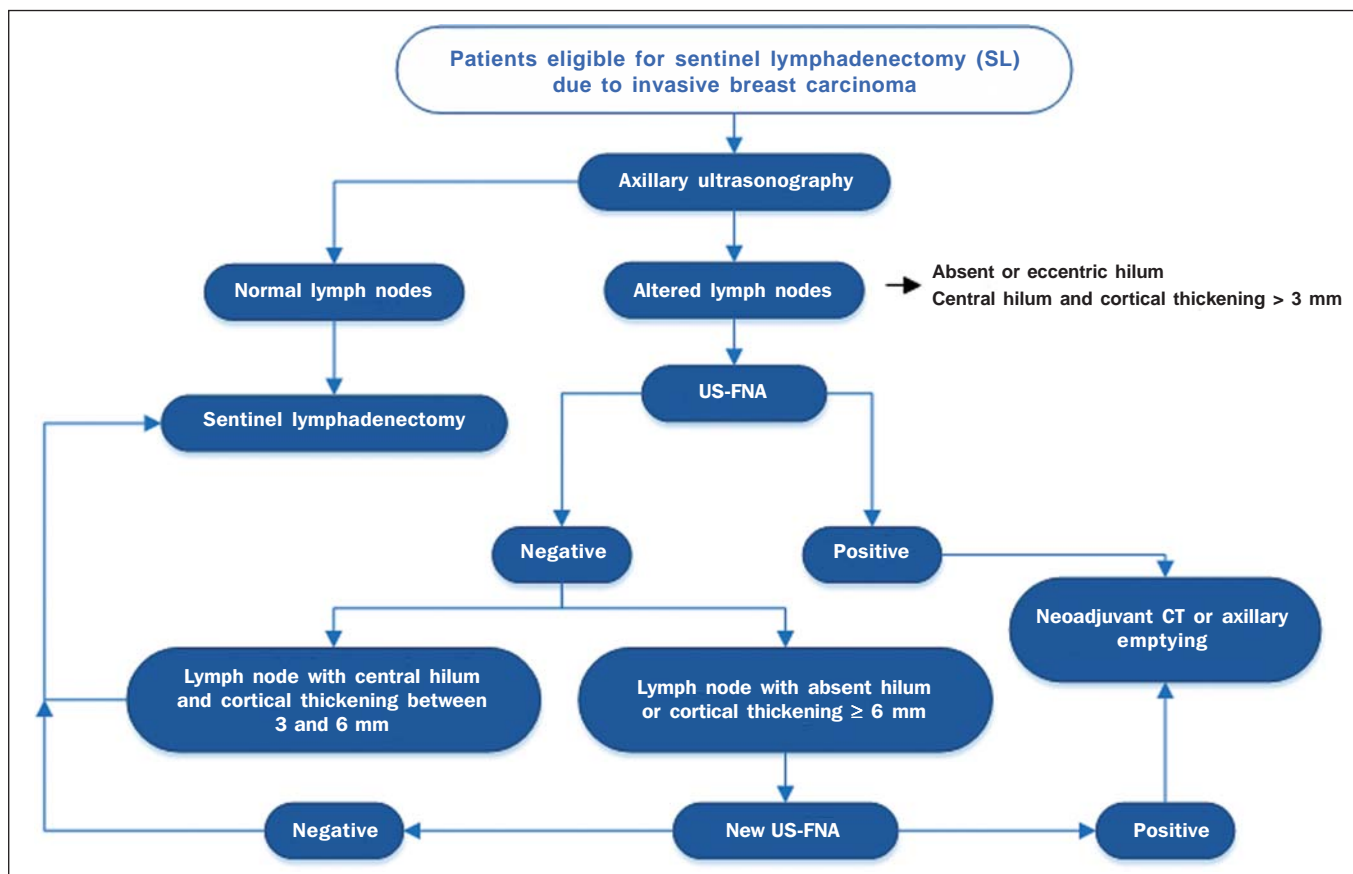 Patients eligible for sentinel lymphadenectomy (SL)
due to invasive breast carcinoma
Axillary ultrasonography
Normal lymph nodes
Altered lymph nodes
Absent or eccentric hilum
Central hilum and cortical thickening > 3 mm
US-FNA
Sentinel lymphadenectomy
Negative
Positive
Neoadjuvant CT or axillary
emptying
Lymph node with central hilum
and cortical thickening between
3 and 6 mm
Lymph node with absent hilum
or cortical thickening ≥ 6 mm
Negative
New US-FNA
Positive